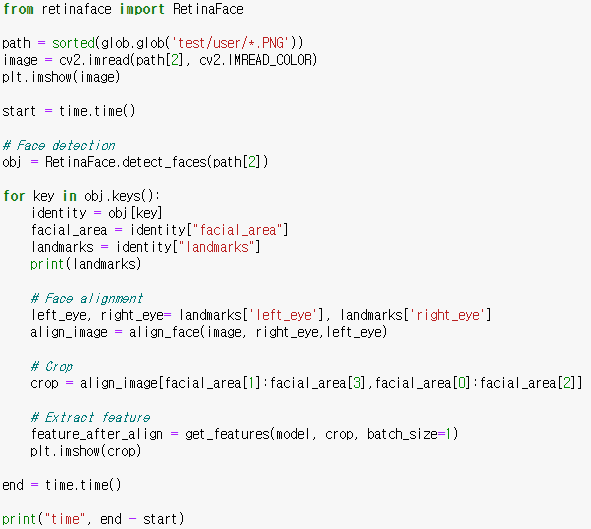 from retinaface import RetinaFace
path = sorted(glob.glob('test/user/*.PNG'))
image = cv2.imread(path[2], cv2.IMREAD_COLOR)
plt.imshow(image)
start = time.time()
# Face detection
obj = RetinaFace.detect_faces(path[2])
for key in obj.keys():
    identity = obj[key]
    facial_area = identity["facial_area"]
    landmarks = identity["landmarks"]
    print(landmarks)
    # Face alignment
    left_eye, right_eye= landmarks['left_eye'], landmarks['right_eye']
    align_image = align_face(image, right_eye,left_eye)
    # Crop
    crop = align_image[facial_area[1]:facial_area[3],facial_area[0]:facial_area[2]]
    # Extract feature
    feature_after_align = get_features(model, crop, batch_size=1)
    plt.imshow(crop)
end = time.time()
print("time", end - start)